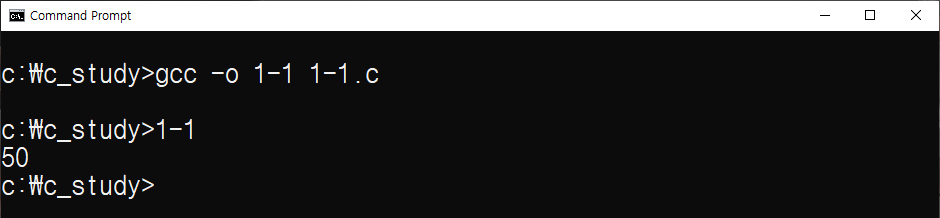 Command Prompt
c:₩c_study>gcc -o 1-1 1-1.c
c:₩c_study>1-1
50
c:₩c_study>